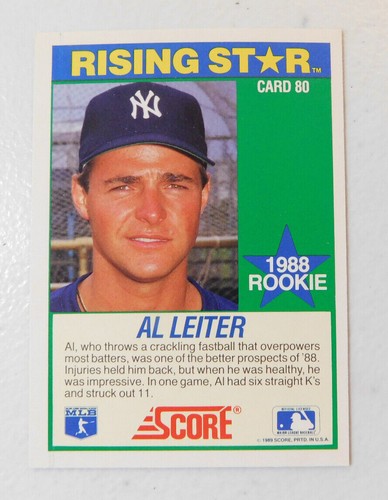 RISING ST★R™
CARD 80
NY
1988
ROOKIE
AL LEITER
Al, who throws a crackling fastball that overpowers
most batters, was one of the better prospects of '88.
Injuries held him back, but when he was healthy, he
was impressive. In one game, Al had six straight K's
and struck out 11.
MLB
SCORE®
© 1989 SCORE, PRTD. IN U.S.A.